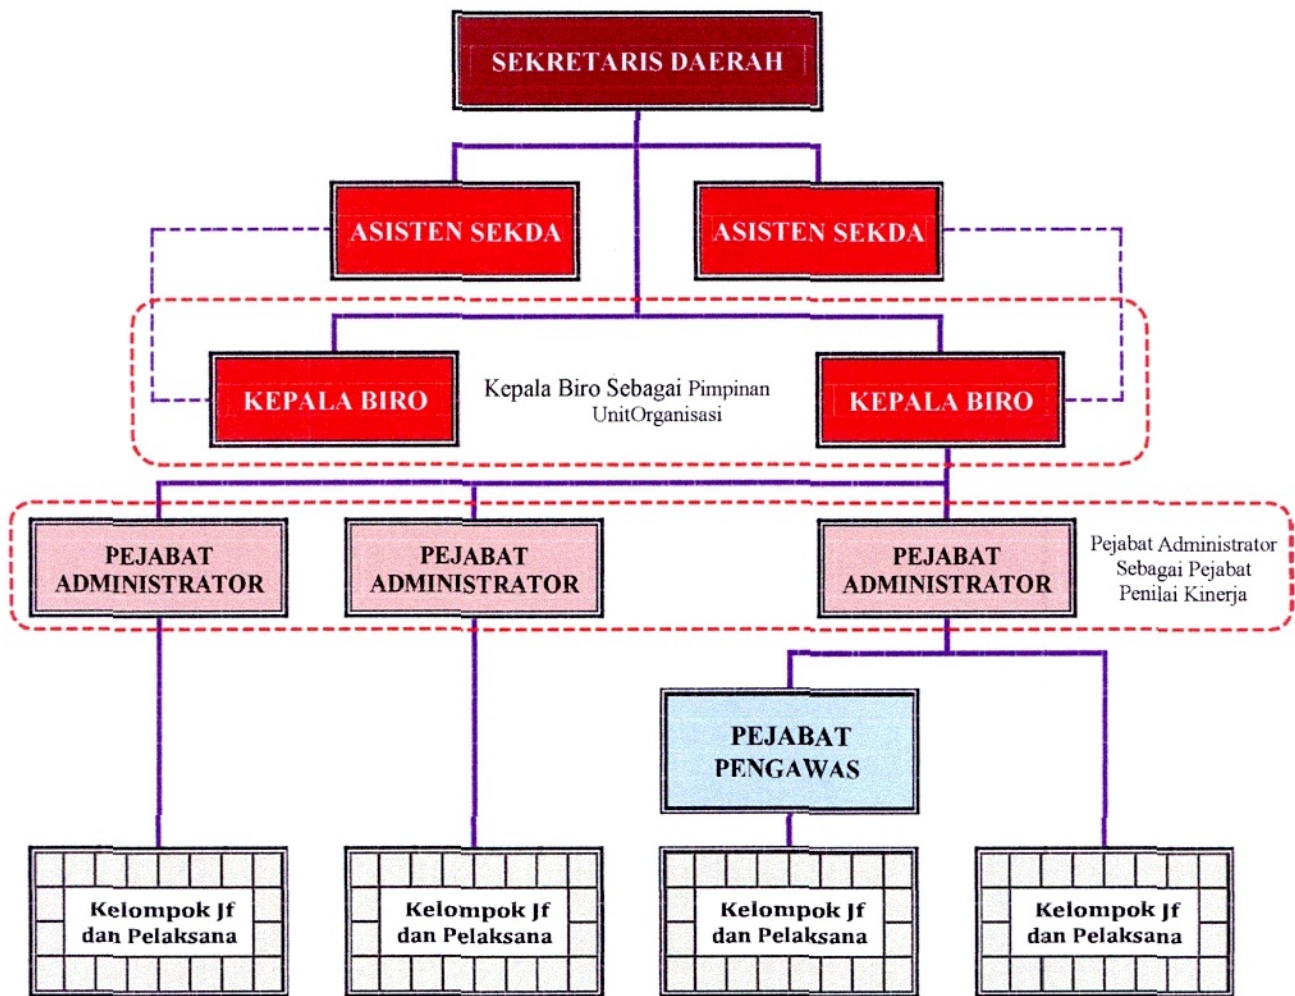 SEKRETARIS DAERAH
ASISTEN SEKDA
ASISTEN SEKDA
KEPALA BIRO
Kepala Biro Sebagai Pimpinan
UnitOrganisasi
KEPALA BIRO
PEJABAT
ADMINISTRATOR
PEJABAT
ADMINISTRATOR
PEJABAT
ADMINISTRATOR
Pejabat Administrator
Sebagai Pejabat
Penilai Kinerja
PEJABAT
PENGAWAS
Kelompok Jf
dan Pelaksana
Kelompok Jf
dan Pelaksana
Kelompok Jf
dan Pelaksana
Kelompok Jf
dan Pelaksana